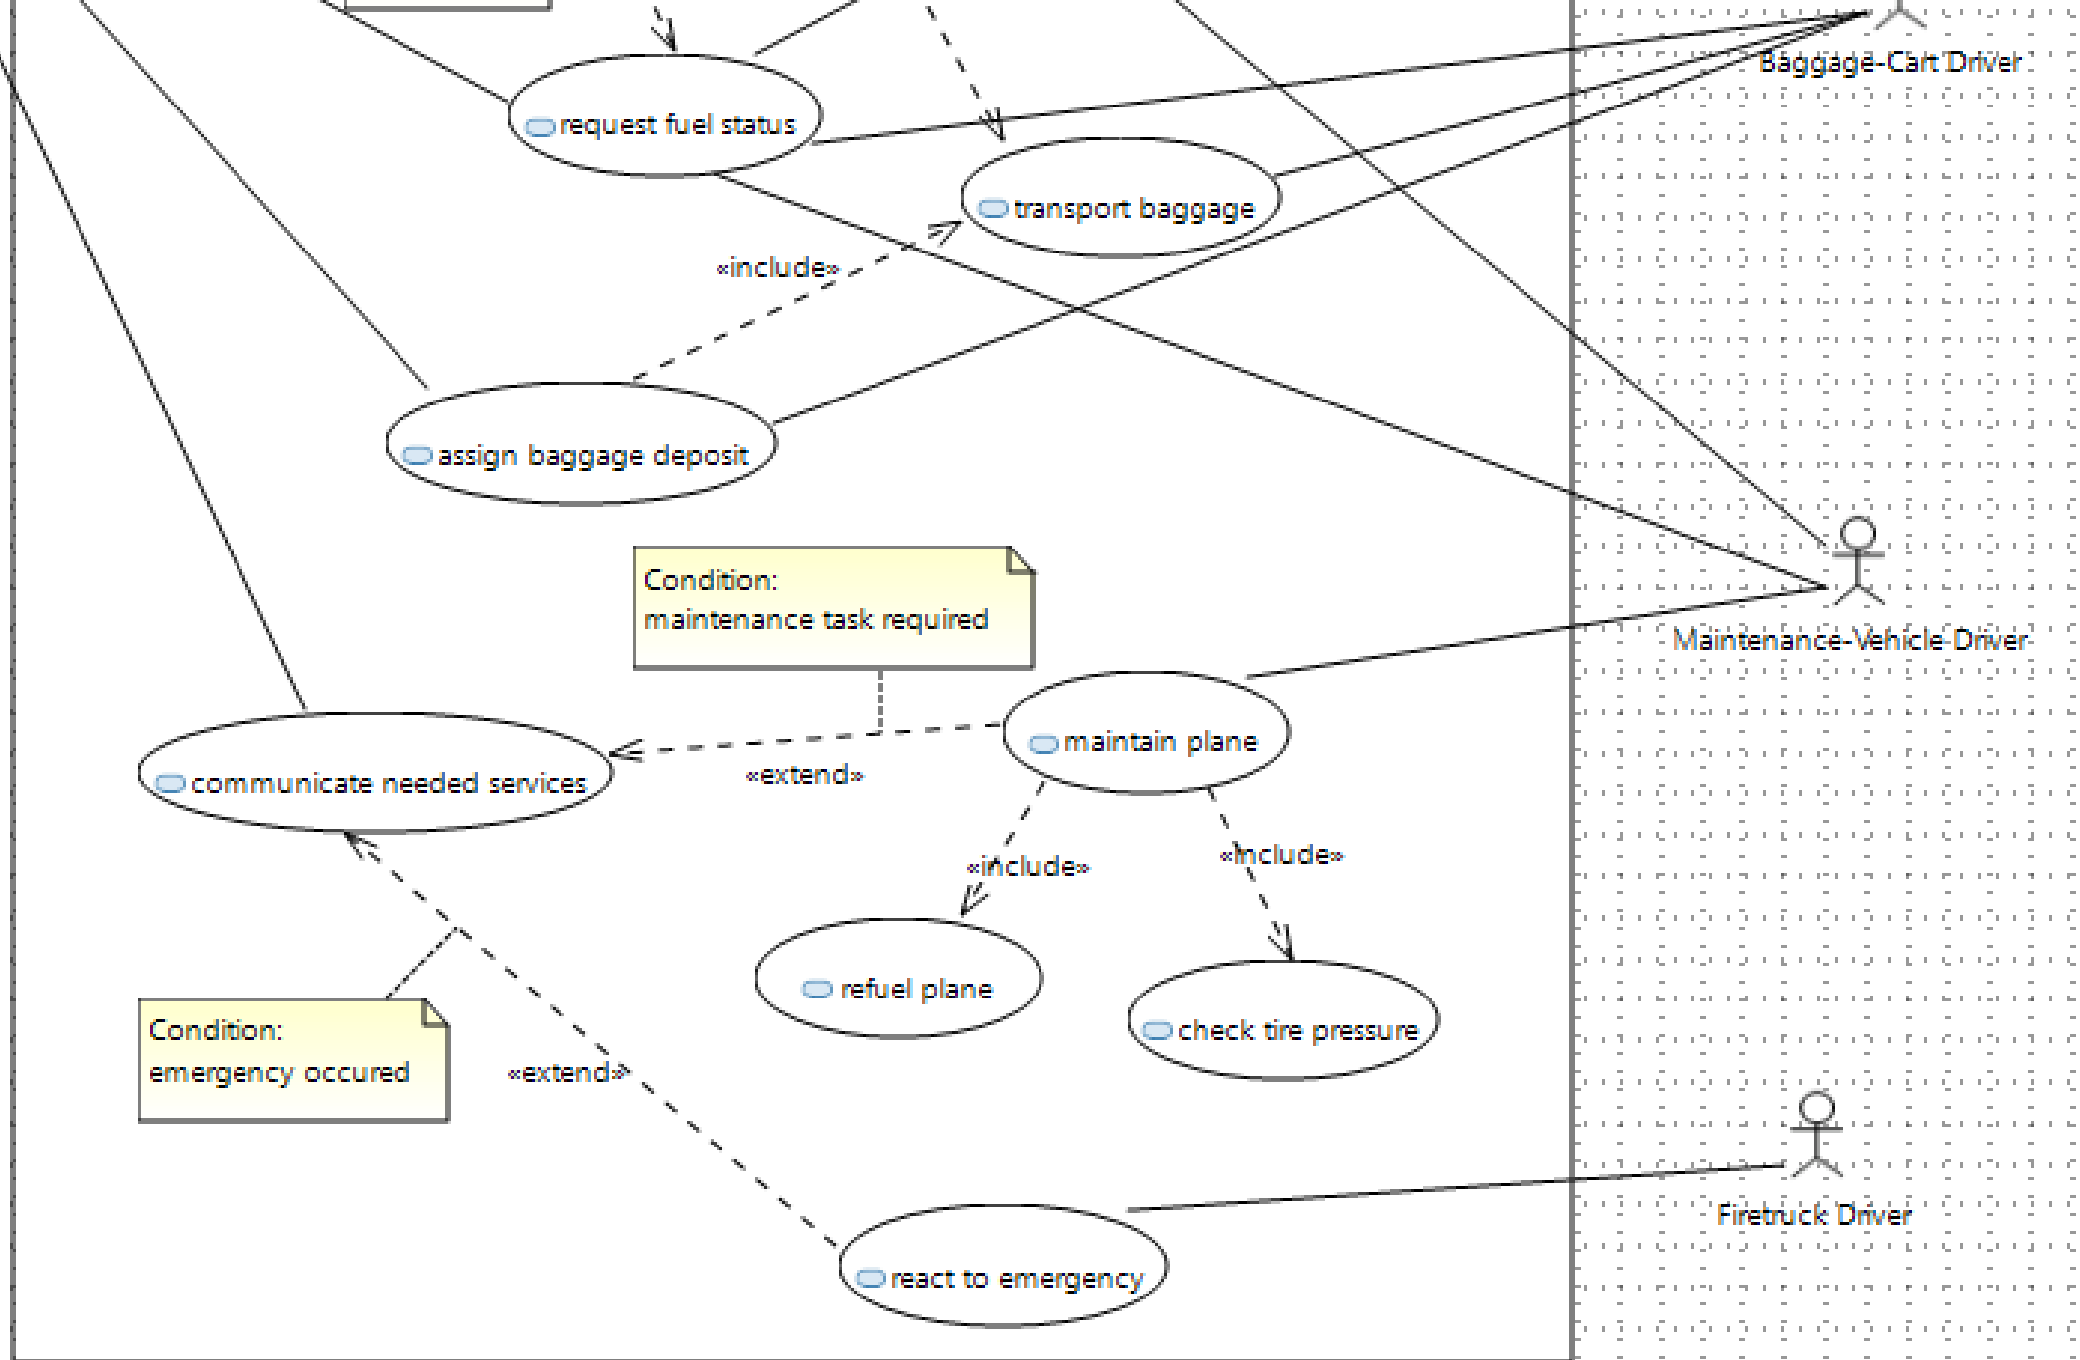 Baggage-Cart Driver
request fuel status
transport baggage
«include»
assign baggage deposit
Condition:
maintenance task required
Maintenance-Vehicle-Driver
maintain plane
communicate needed services
«extend»
«include»
«include»
refuel plane
check tire pressure
Condition:
emergency occured
«extend»
Firetruck Driver
react to emergency